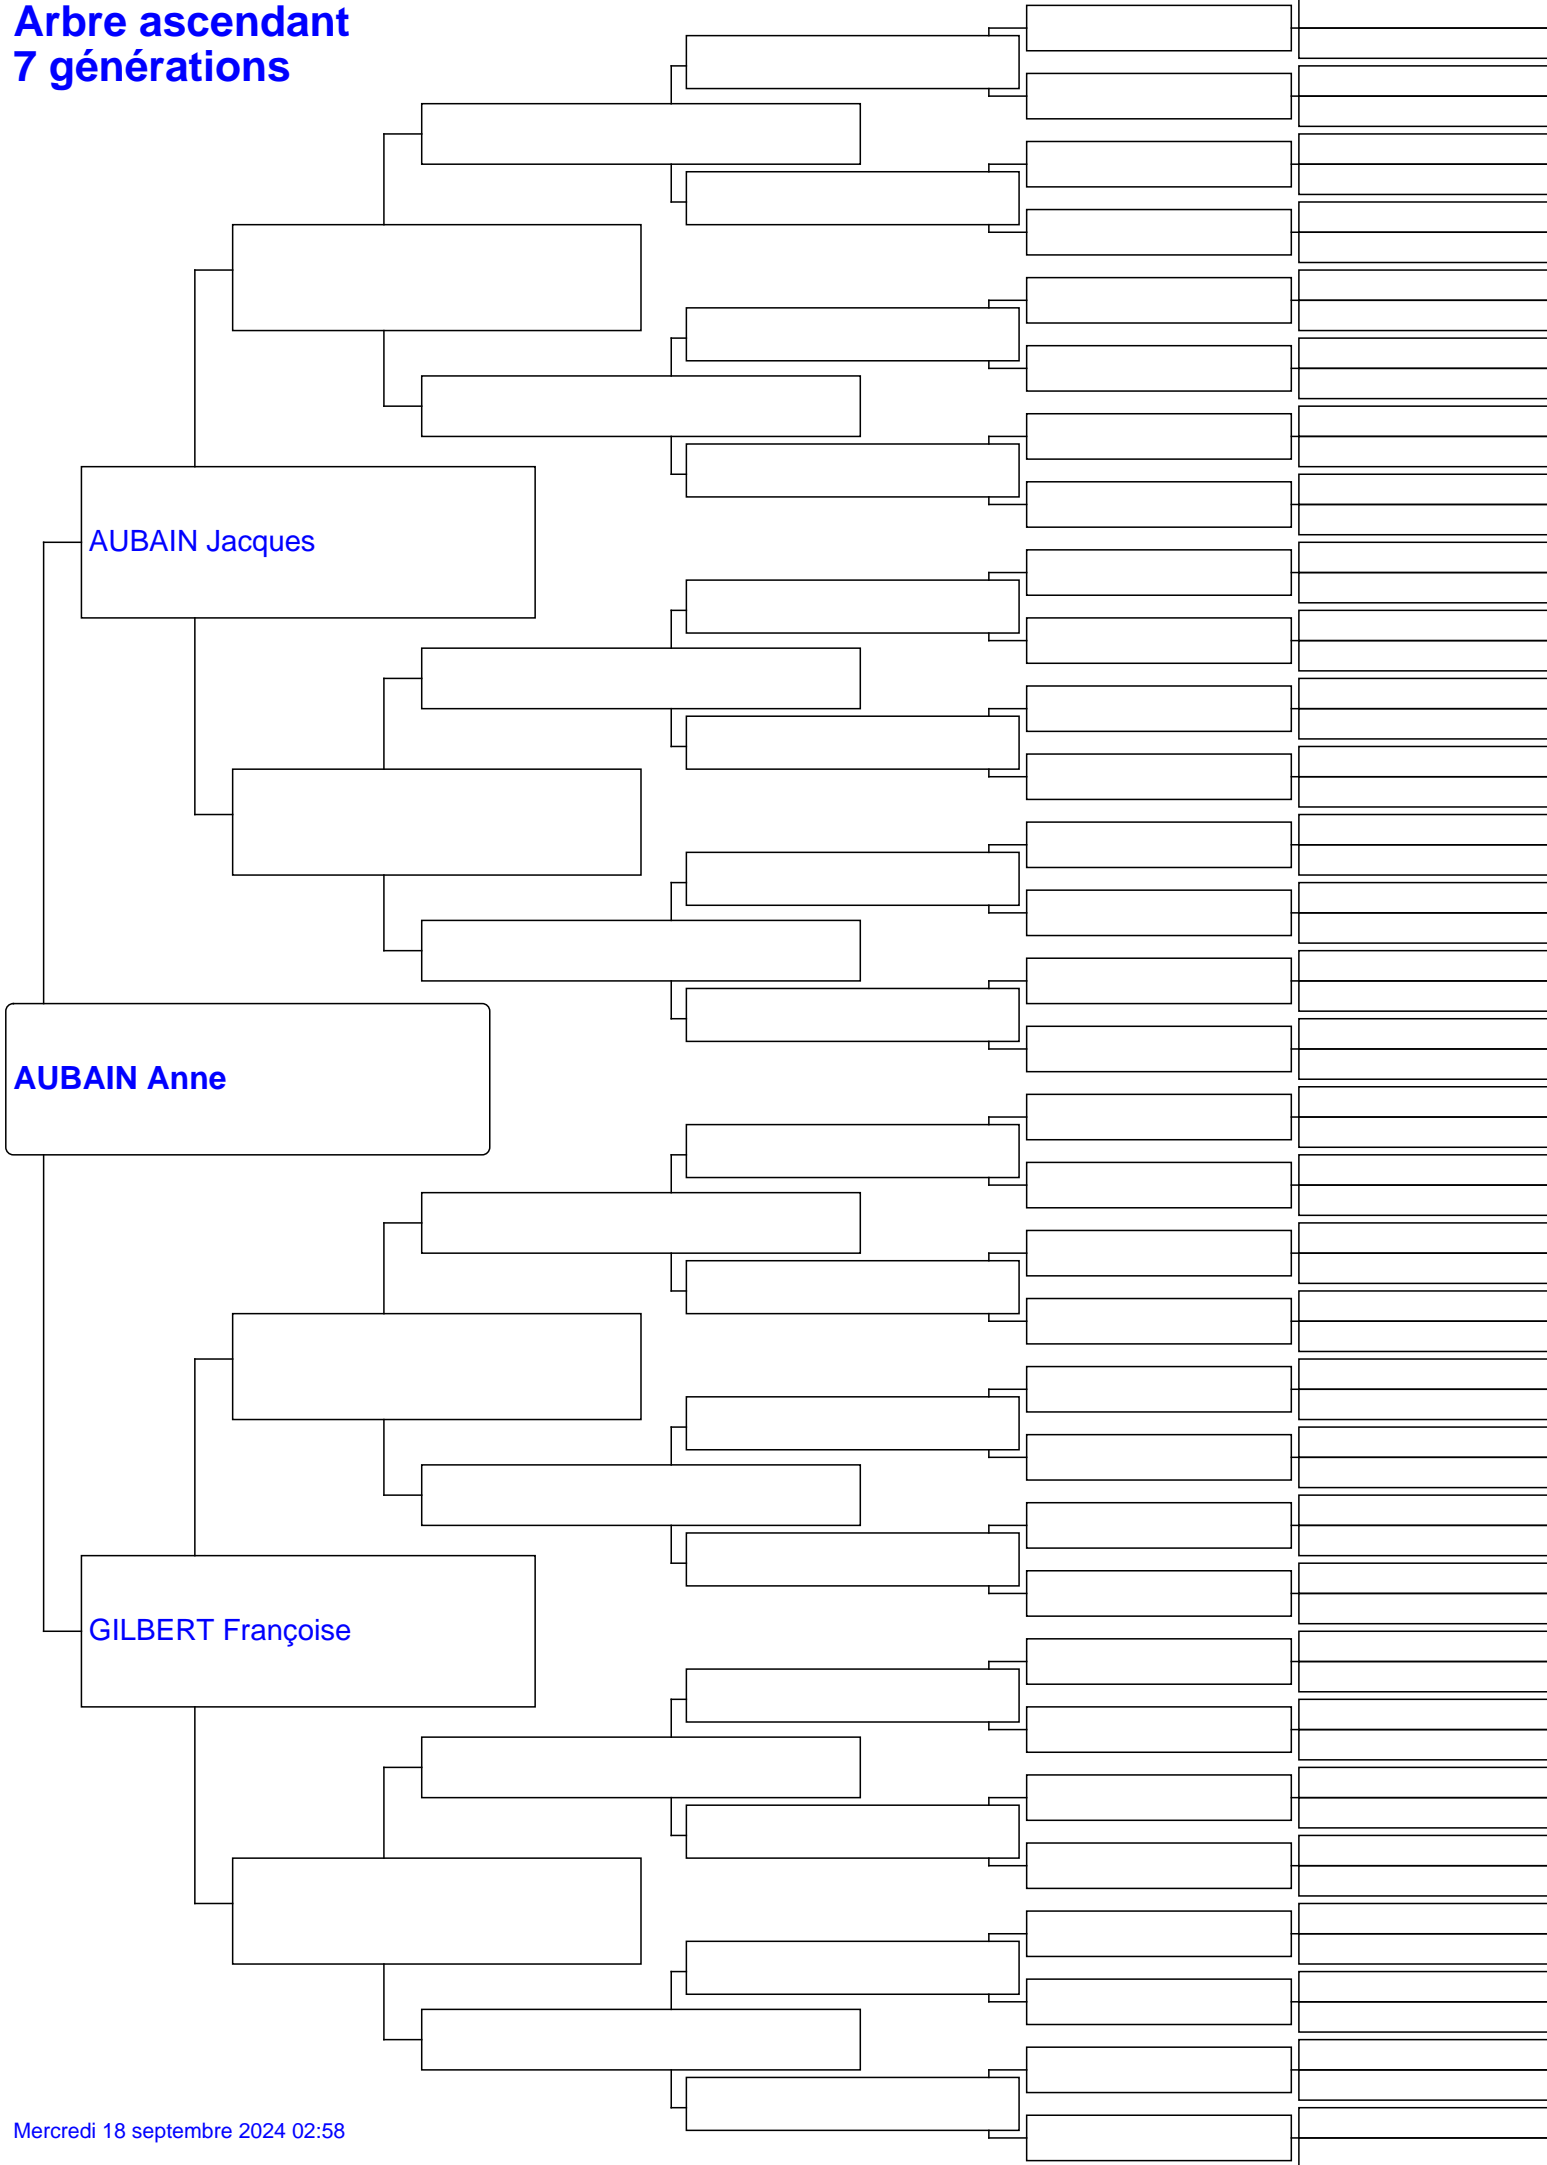 Arbre ascendant
7 générations
AUBAIN Jacques
AUBAIN Anne
GILBERT Françoise
Mercredi 18 septembre 2024 02:58